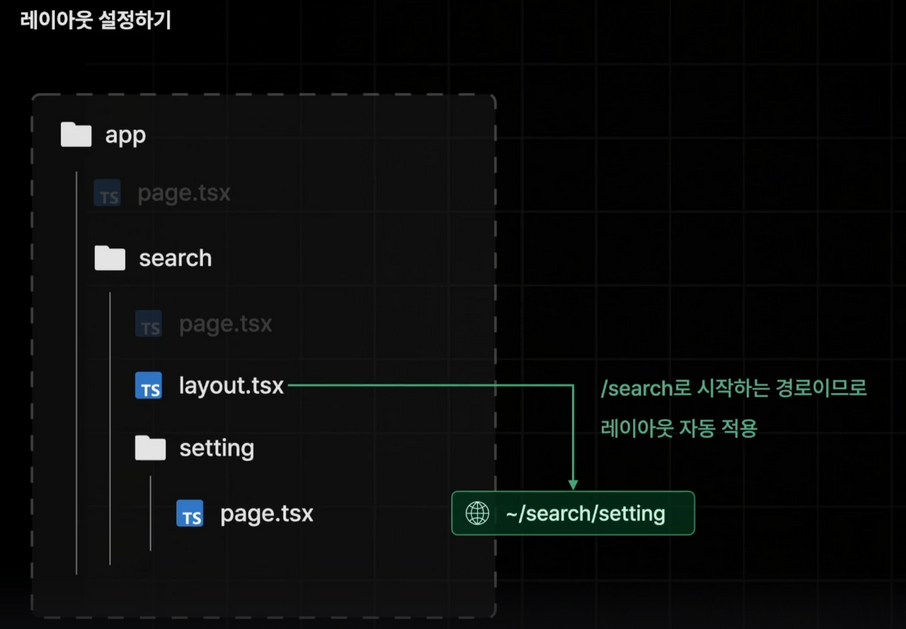 레이아웃 설정하기
app
TS page.tsx
search
TS page.tsx
TS layout.tsx
/search로 시작하는 경로이므로
레이아웃 자동 적용
setting
TS page.tsx
~/search/setting